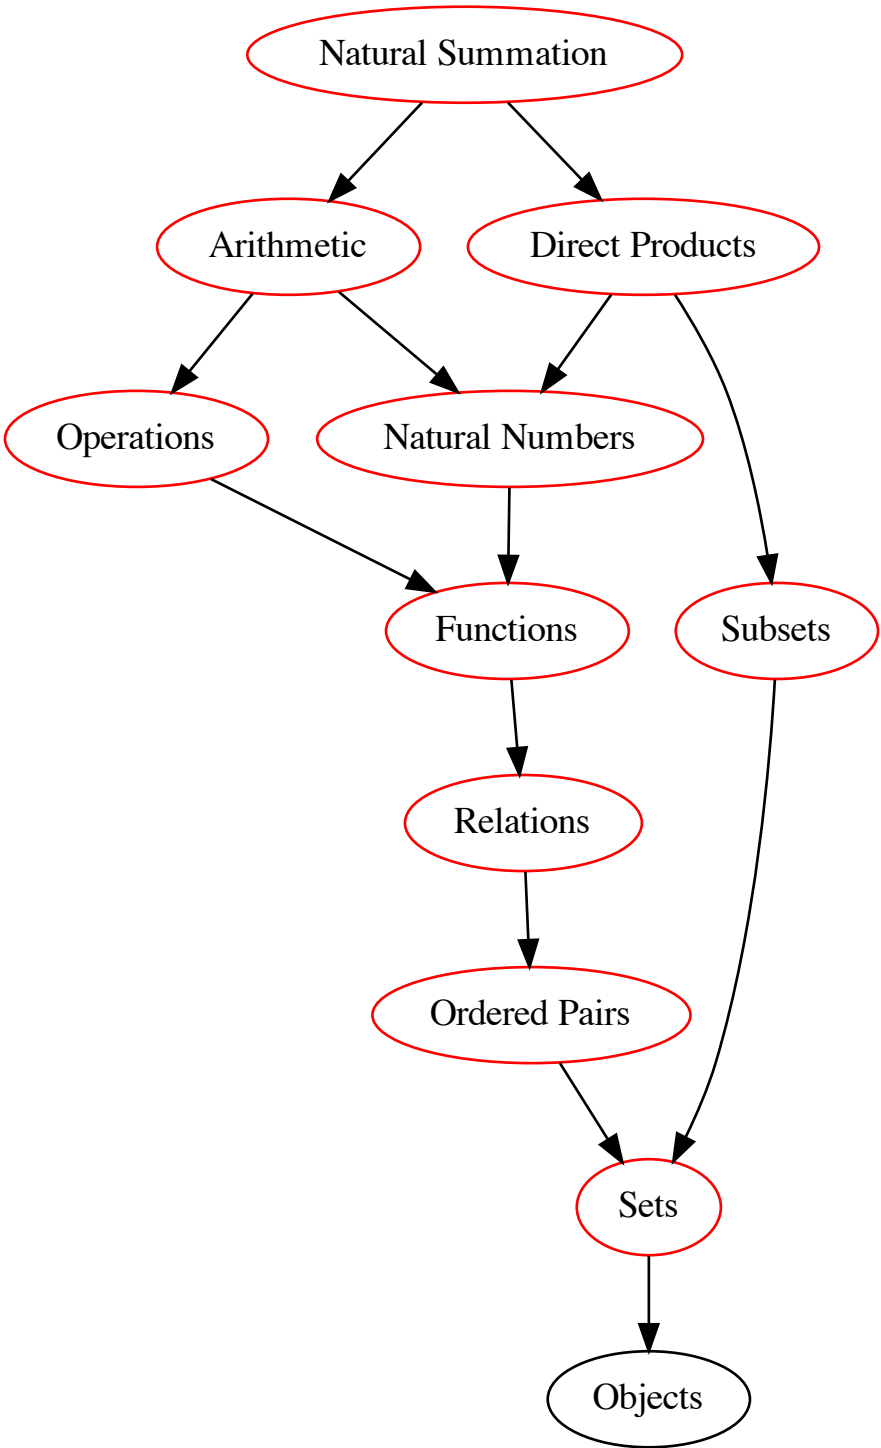 Natural Summation
Arithmetic
Direct Products
Operations
Natural Numbers
Functions
Subsets
Relations
Ordered Pairs
Sets
Objects